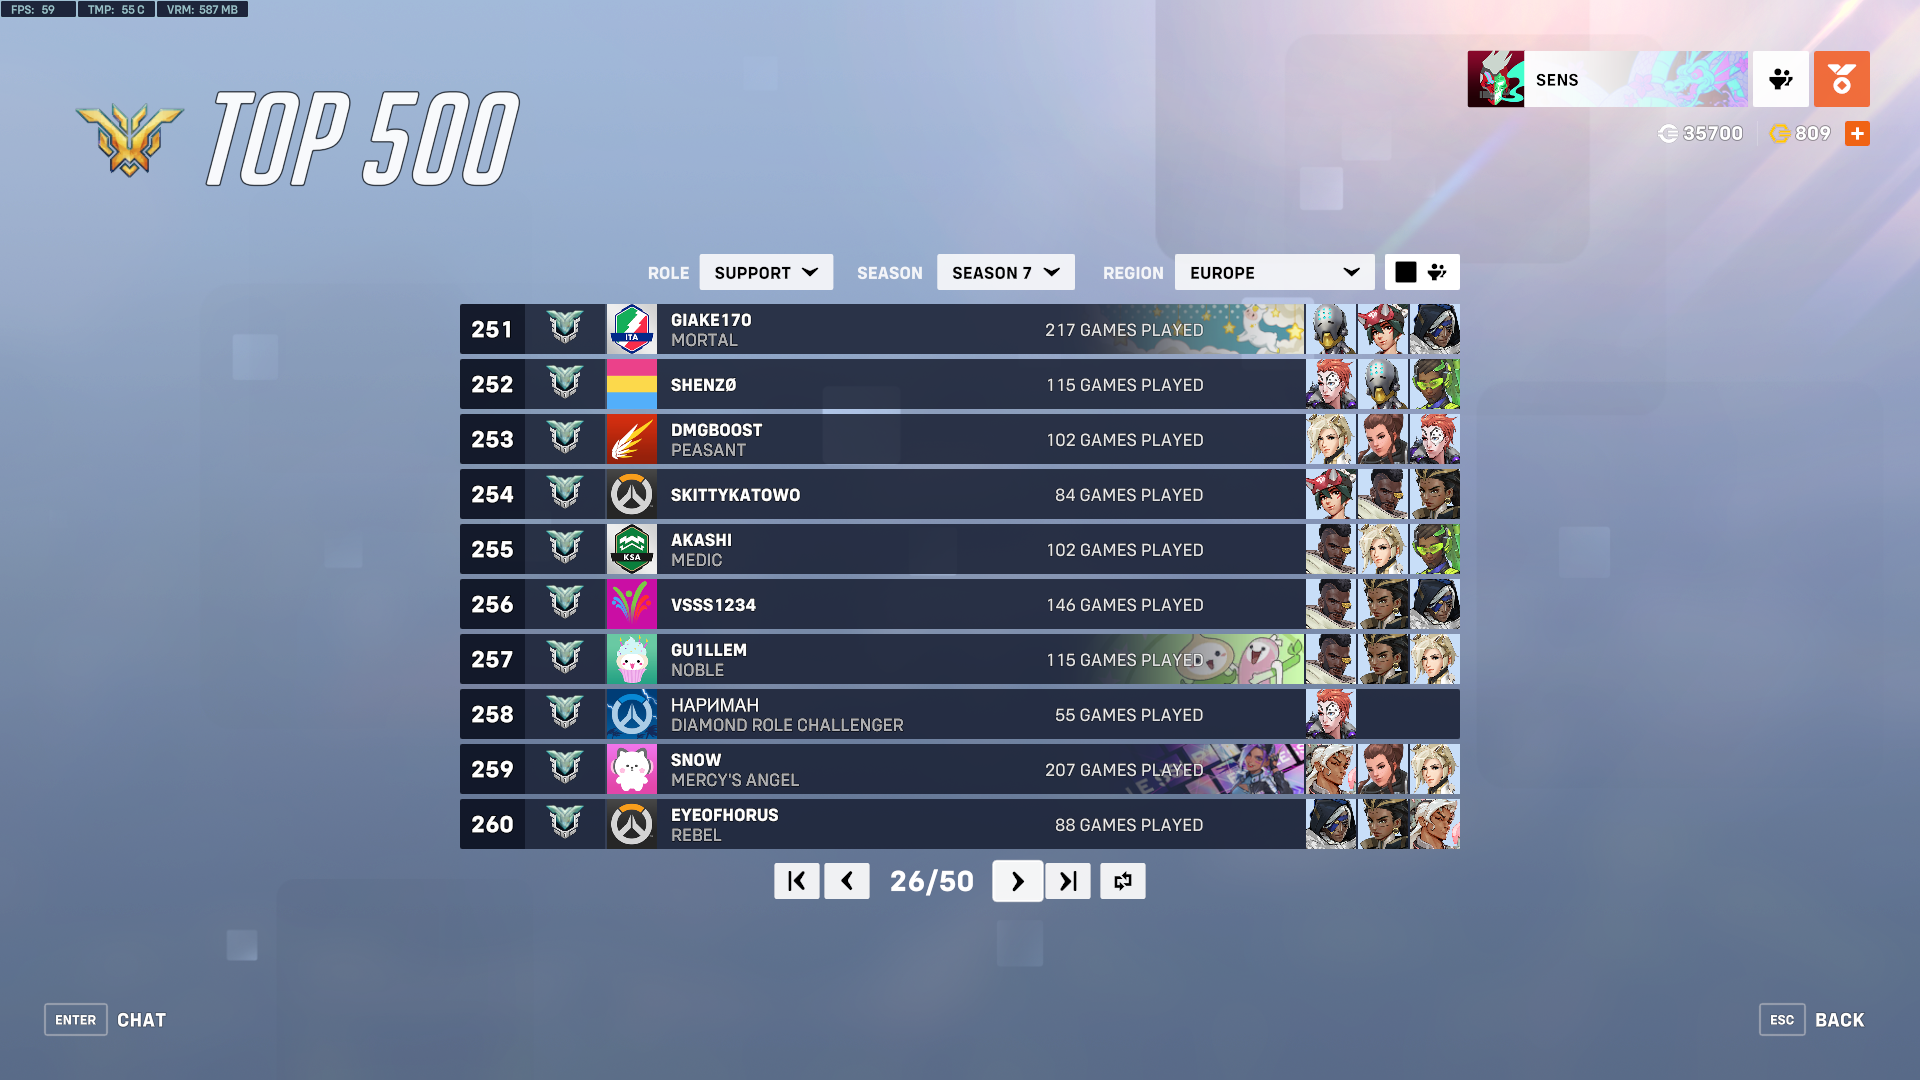 FPS: 59 TMP: 55 C VRM: 587 MB
TOP 500
SENS
35700 809
ROLE SUPPORT SEASON SEASON 7 REGION EUROPE
251 GIAKE170 217 GAMES PLAYED
MORTAL
ITA
252 SHENZØ 115 GAMES PLAYED
253 DMGBOOST 102 GAMES PLAYED
PEASANT
254 SKITTYKATOWO 84 GAMES PLAYED
255 AKASHI 102 GAMES PLAYED
MEDIC
KSA
256 VSSS1234 146 GAMES PLAYED
257 GU1LLEM 115 GAMES PLAYED
NOBLE
258 НАРИМАН 55 GAMES PLAYED
DIAMOND ROLE CHALLENGER
259 SNOW 207 GAMES PLAYED
MERCY'S ANGEL
260 EYEOFHORUS 88 GAMES PLAYED
REBEL
26/50
ENTER CHAT
ESC BACK